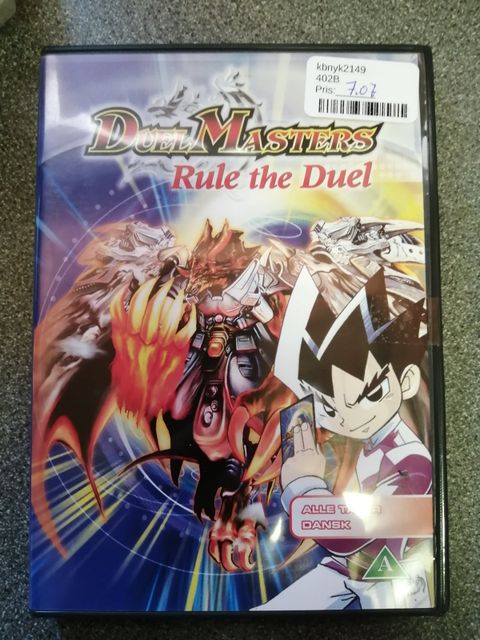 kbnyk2149
402B
Pris: 7.07
DUEL MASTERS
Rule the Duel
ALLE
DANSK
A